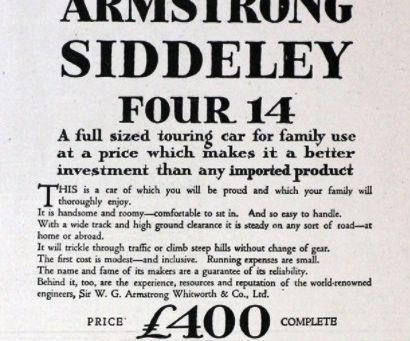 ARMSTRONG
SIDDELEY
FOUR 14
A full sized touring car for family use
at a price which makes it a better
investment than any imported product
THIS is a car of which you will be proud and which your family will
thoroughly enjoy.
It is handsome and roomy—comfortable to sit in. And so easy to handle.
With a wide track and high ground clearance it is steady on any sort of road—at
home or abroad.
It will trickle through traffic or climb steep hills without change of gear.
The first cost is modest—and inclusive. Running expenses are small.
The name and fame of its makers are a guarantee of its reliability.
Behind it, too, are the experience, resources and reputation of the world-renowned
engineers, Sir W. G. Armstrong Whitworth & Co., Ltd.
PRICE £400 COMPLETE